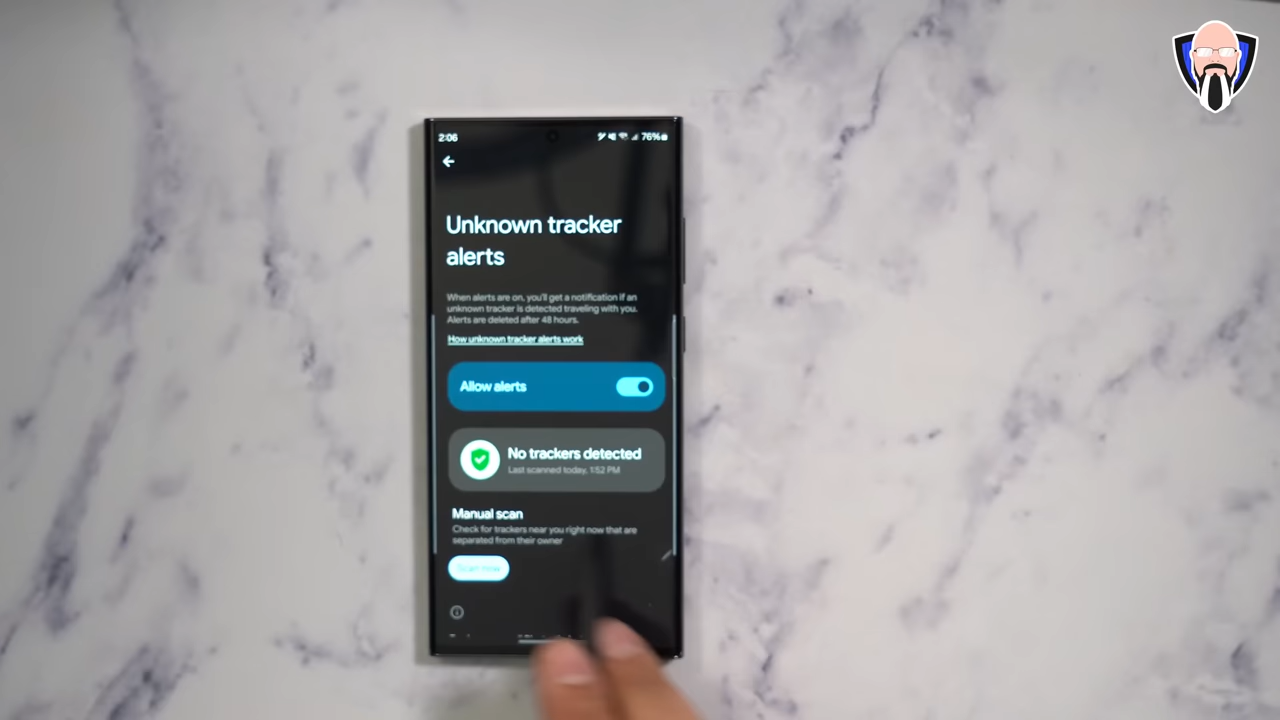 2:06
76%
Unknown tracker
alerts
When alerts are on, you'll get a notification if an
unknown tracker is detected traveling with you.
Alerts are deleted after 48 hours.
How unknown tracker alerts work
Allow alerts
No trackers detected
Last scanned today, 1:52 PM
Manual scan
Check for trackers near you right now that are
separated from their owner
Scan now